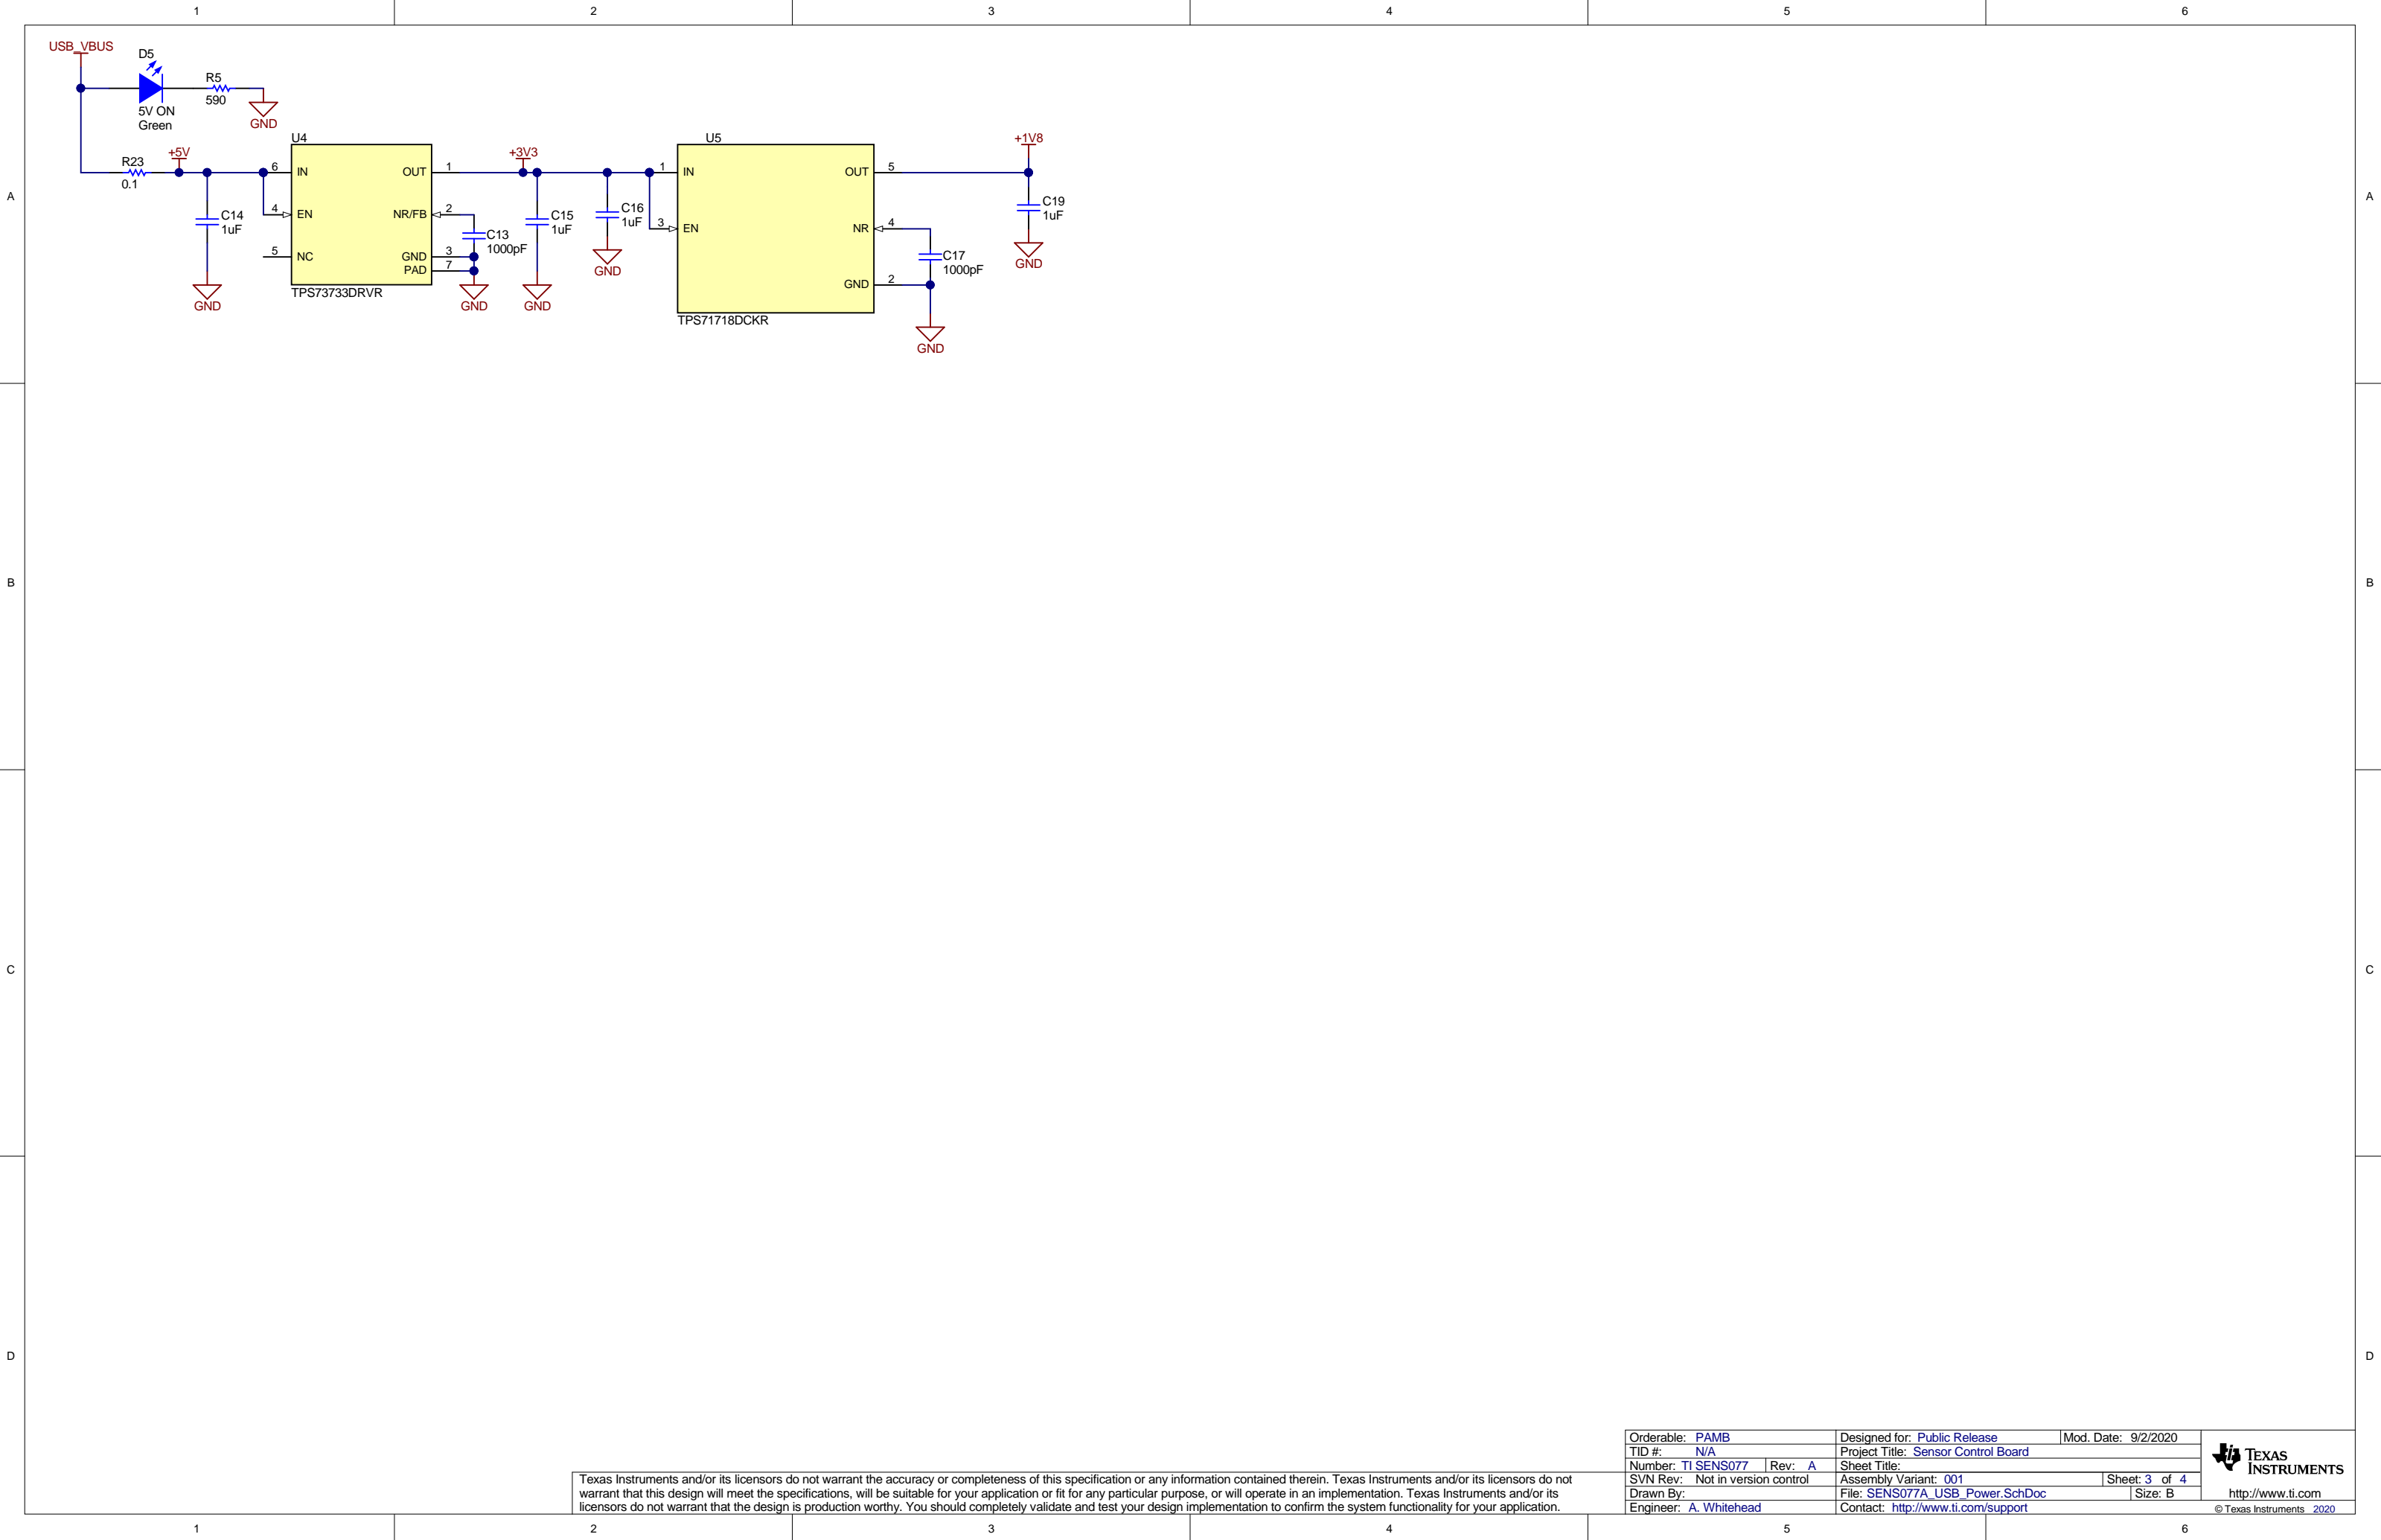 1 2 3 4 5 6
USB_VBUS
D5
R5
590
5V ON
Green
GND
U4
U5
+5V
+3V3
+1V8
R23
0.1
6 IN
OUT 1
1 IN
OUT 5
A
A
4 EN
NR/FB 2
C14
1uF
C13
1000pF
C15
1uF
C16
1uF
3 EN
NR 4
C19
1uF
5 NC
GND 3
PAD 7
C17
1000pF
GND
GND
GND 2
TPS73733DRVR
GND
GND
GND
TPS71718DCKR
GND
B
B
C
C
D
D
Texas Instruments and/or its licensors do not warrant the accuracy or completeness of this specification or any information contained therein. Texas Instruments and/or its licensors do not
warrant that this design will meet the specifications, will be suitable for your application or fit for any particular purpose, or will operate in an implementation. Texas Instruments and/or its
licensors do not warrant that the design is production worthy. You should completely validate and test your design implementation to confirm the system functionality for your application.
Orderable: PAMB
Designed for: Public Release
Mod. Date: 9/2/2020
TID #: N/A
Project Title: Sensor Control Board
Number: TI SENS077
Rev: A
Sheet Title:
SVN Rev: Not in version control
Assembly Variant: 001
Sheet: 3 of 4
Drawn By:
File: SENS077A_USB_Power.SchDoc
Size: B
Engineer: A. Whitehead
Contact: http://www.ti.com/support
TEXAS
INSTRUMENTS
http://www.ti.com
© Texas Instruments 2020
1 2 3 4 5 6